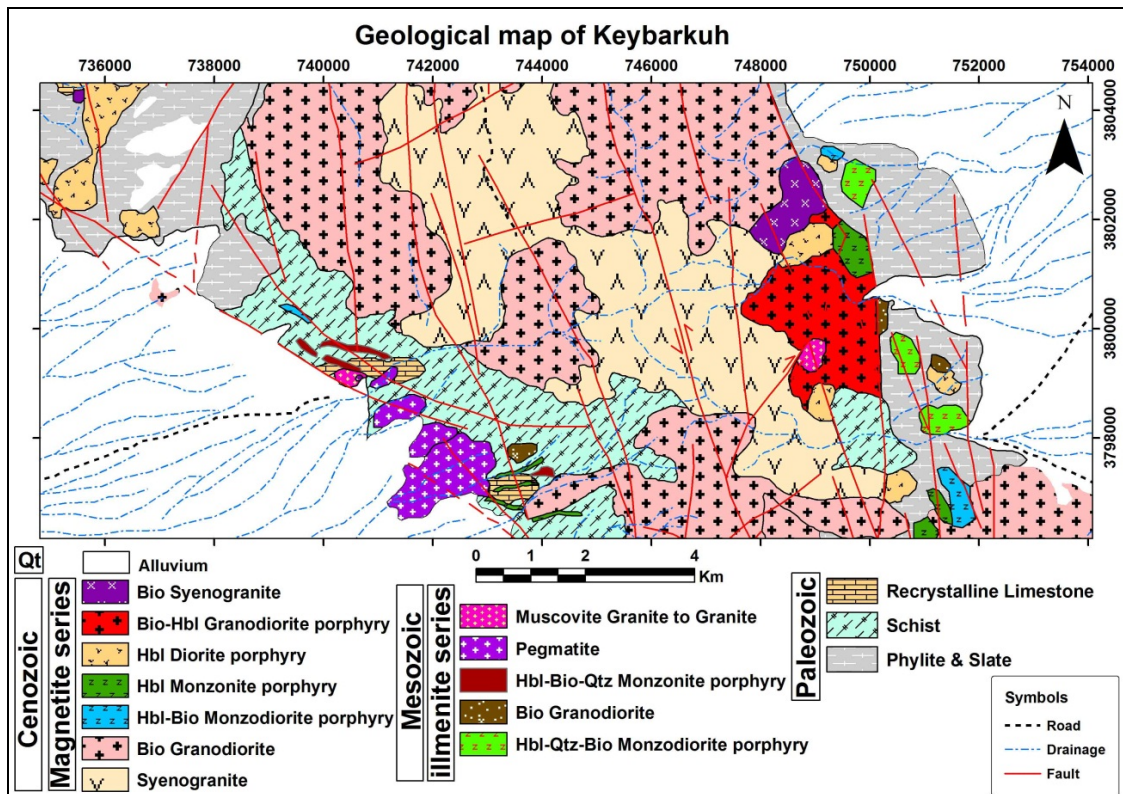 Geological map of Keybarkuh
736000 738000 740000 742000 744000 746000 748000 750000 752000 754000
3804000
N
3802000
3800000
3798000
Qt
Alluvium
Cenozoic
Magnetite series
Bio Syenogranite
Bio-Hbl Granodiorite porphyry
Hbl Diorite porphyry
Hbl Monzonite porphyry
Hbl-Bio Monzodiorite porphyry
Bio Granodiorite
Syenogranite
0 1 2 4
Km
Mesozoic
illmenite series
Muscovite Granite to Granite
Pegmatite
Hbl-Bio-Qtz Monzonite porphyry
Bio Granodiorite
Hbl-Qtz-Bio Monzodiorite porphyry
Paleozoic
Recrystalline Limestone
Schist
Phylite & Slate
Symbols
Road
Drainage
Fault